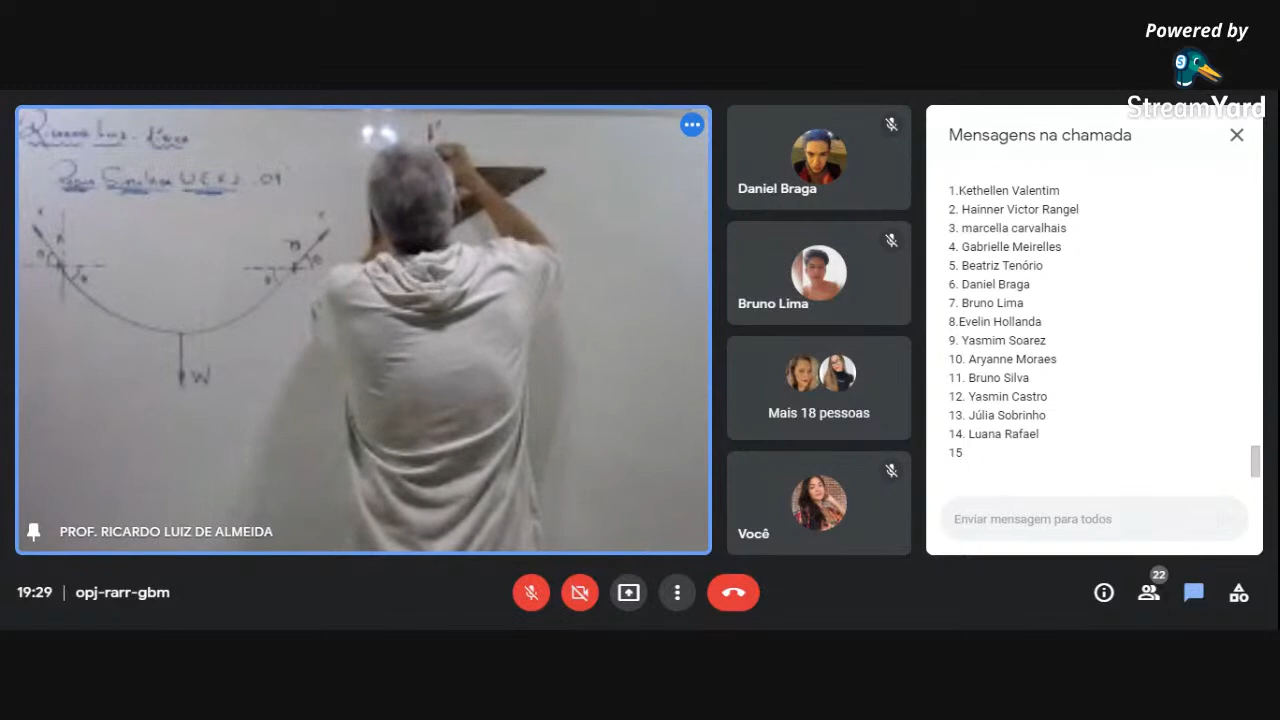 Powered by
StreamYard
Mensagens na chamada
1.Kethellen Valentim
2. Hainner Victor Rangel
3. marcella carvalhais
4. Gabrielle Meirelles
5. Beatriz Tenório
6. Daniel Braga
7. Bruno Lima
8.Evelin Hollanda
9. Yasmim Soarez
10. Aryanne Moraes
11. Bruno Silva
12. Yasmin Castro
13. Júlia Sobrinho
14. Luana Rafael
15
Enviar mensagem para todos
Daniel Braga
Bruno Lima
Mais 18 pessoas
Você
W
PROF. RICARDO LUIZ DE ALMEIDA
19:29 | opj-rarr-gbm
22